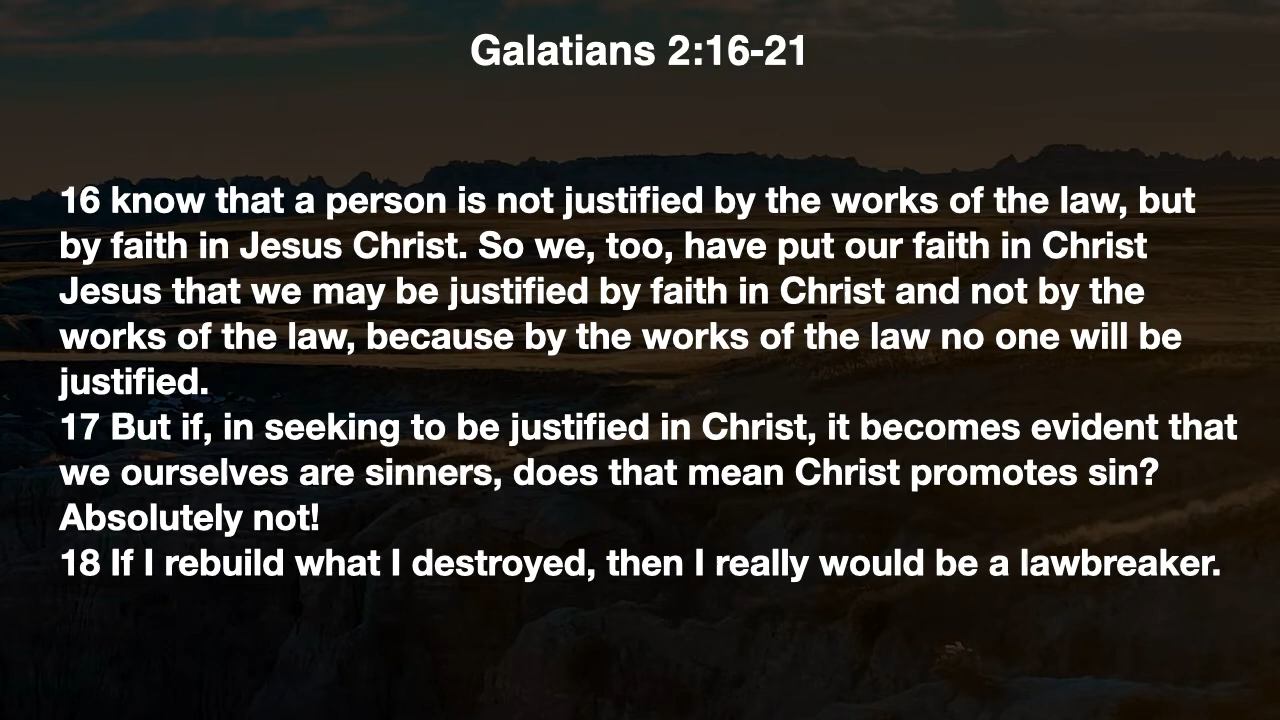 Galatians 2:16-21
16 know that a person is not justified by the works of the law, but
by faith in Jesus Christ. So we, too, have put our faith in Christ
Jesus that we may be justified by faith in Christ and not by the
works of the law, because by the works of the law no one will be
justified.
17 But if, in seeking to be justified in Christ, it becomes evident that
we ourselves are sinners, does that mean Christ promotes sin?
Absolutely not!
18 If I rebuild what I destroyed, then I really would be a lawbreaker.